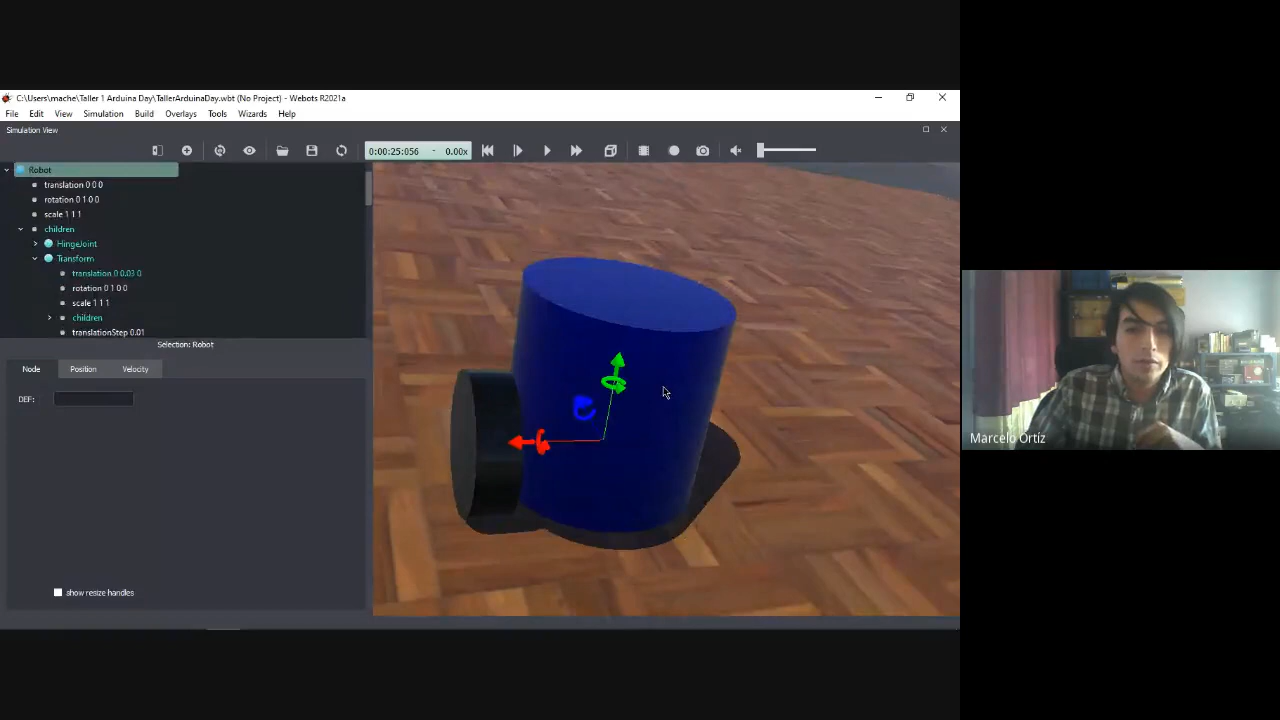 C:\Users\mache\Taller 1 Arduina Day\TallerArduinaDay.wbt (No Project) - Webots R2021a
File Edit View Simulation Build Overlays Tools Wizards Help
Simulation View
0:00:25:056 - 0.00x
Robot
translation 0 0 0
rotation 0 1 0 0
scale 1 1 1
children
HingeJoint
Transform
translation 0 0.03 0
rotation 0 1 0 0
scale 1 1 1
children
translationStep 0.01
Selection: Robot
Node Position Velocity
DEF:
show resize handles
Marcelo Ortíz